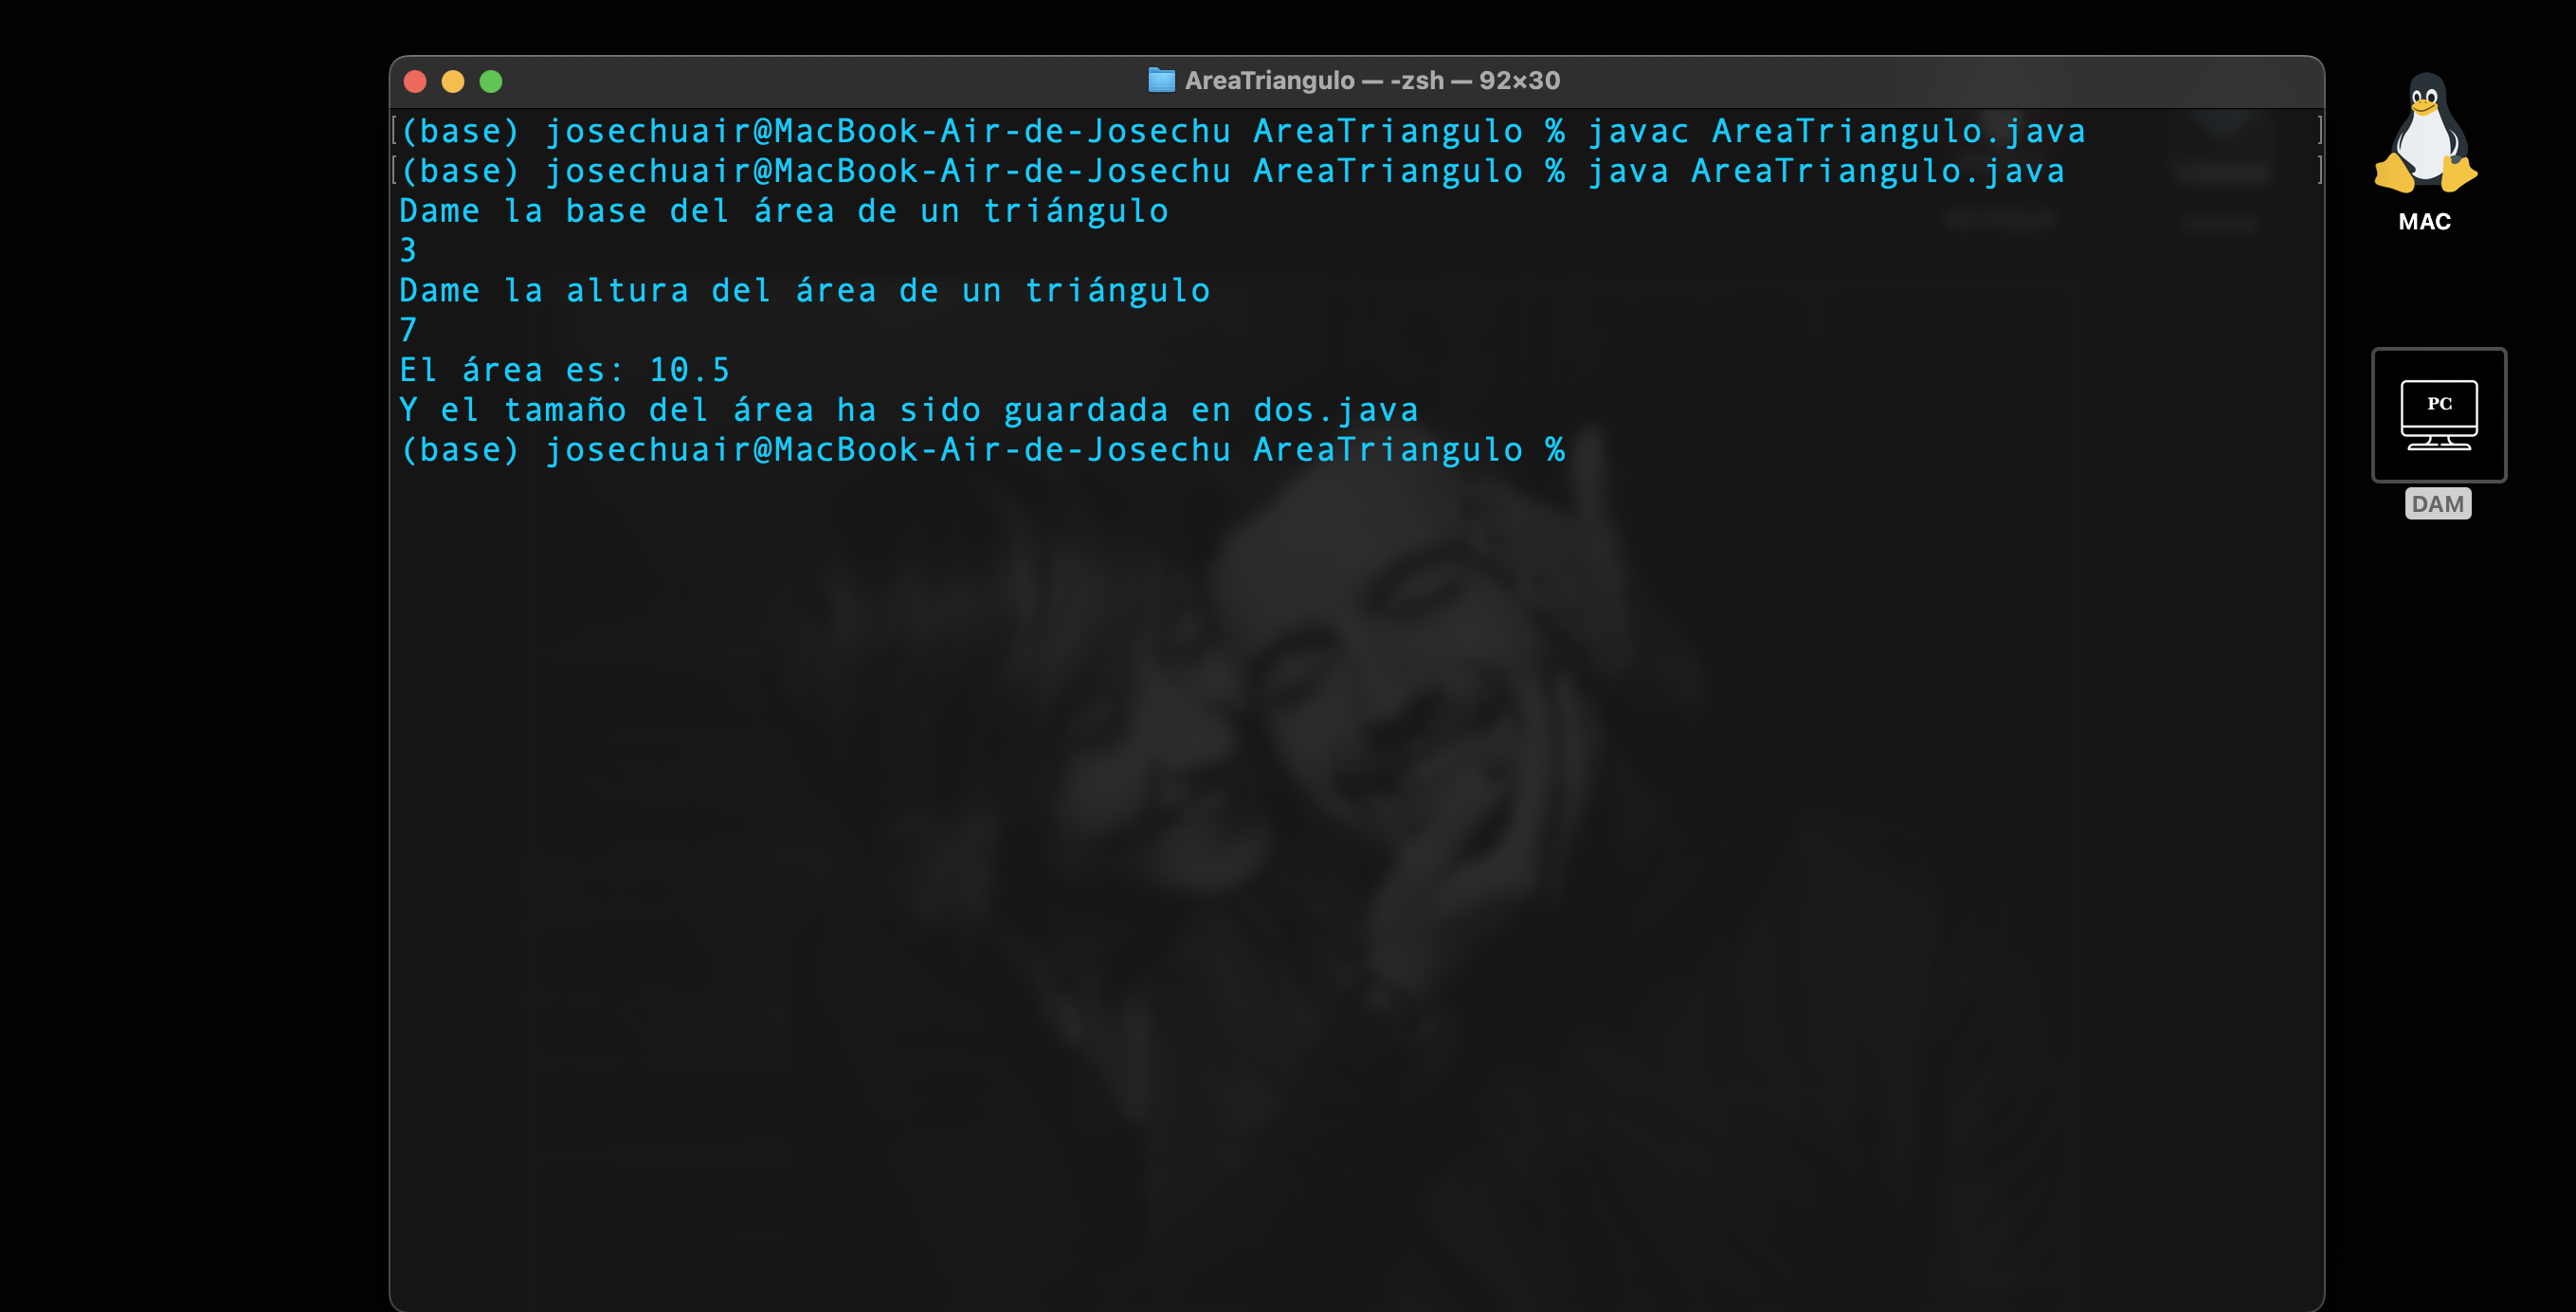 AreaTriangulo — -zsh — 92×30
(base) josechuair@MacBook-Air-de-Josechu AreaTriangulo % javac AreaTriangulo.java
(base) josechuair@MacBook-Air-de-Josechu AreaTriangulo % java AreaTriangulo.java
Dame la base del área de un triángulo
3
Dame la altura del área de un triángulo
7
El área es: 10.5
Y el tamaño del área ha sido guardada en dos.java
(base) josechuair@MacBook-Air-de-Josechu AreaTriangulo %
MAC
PC
DAM